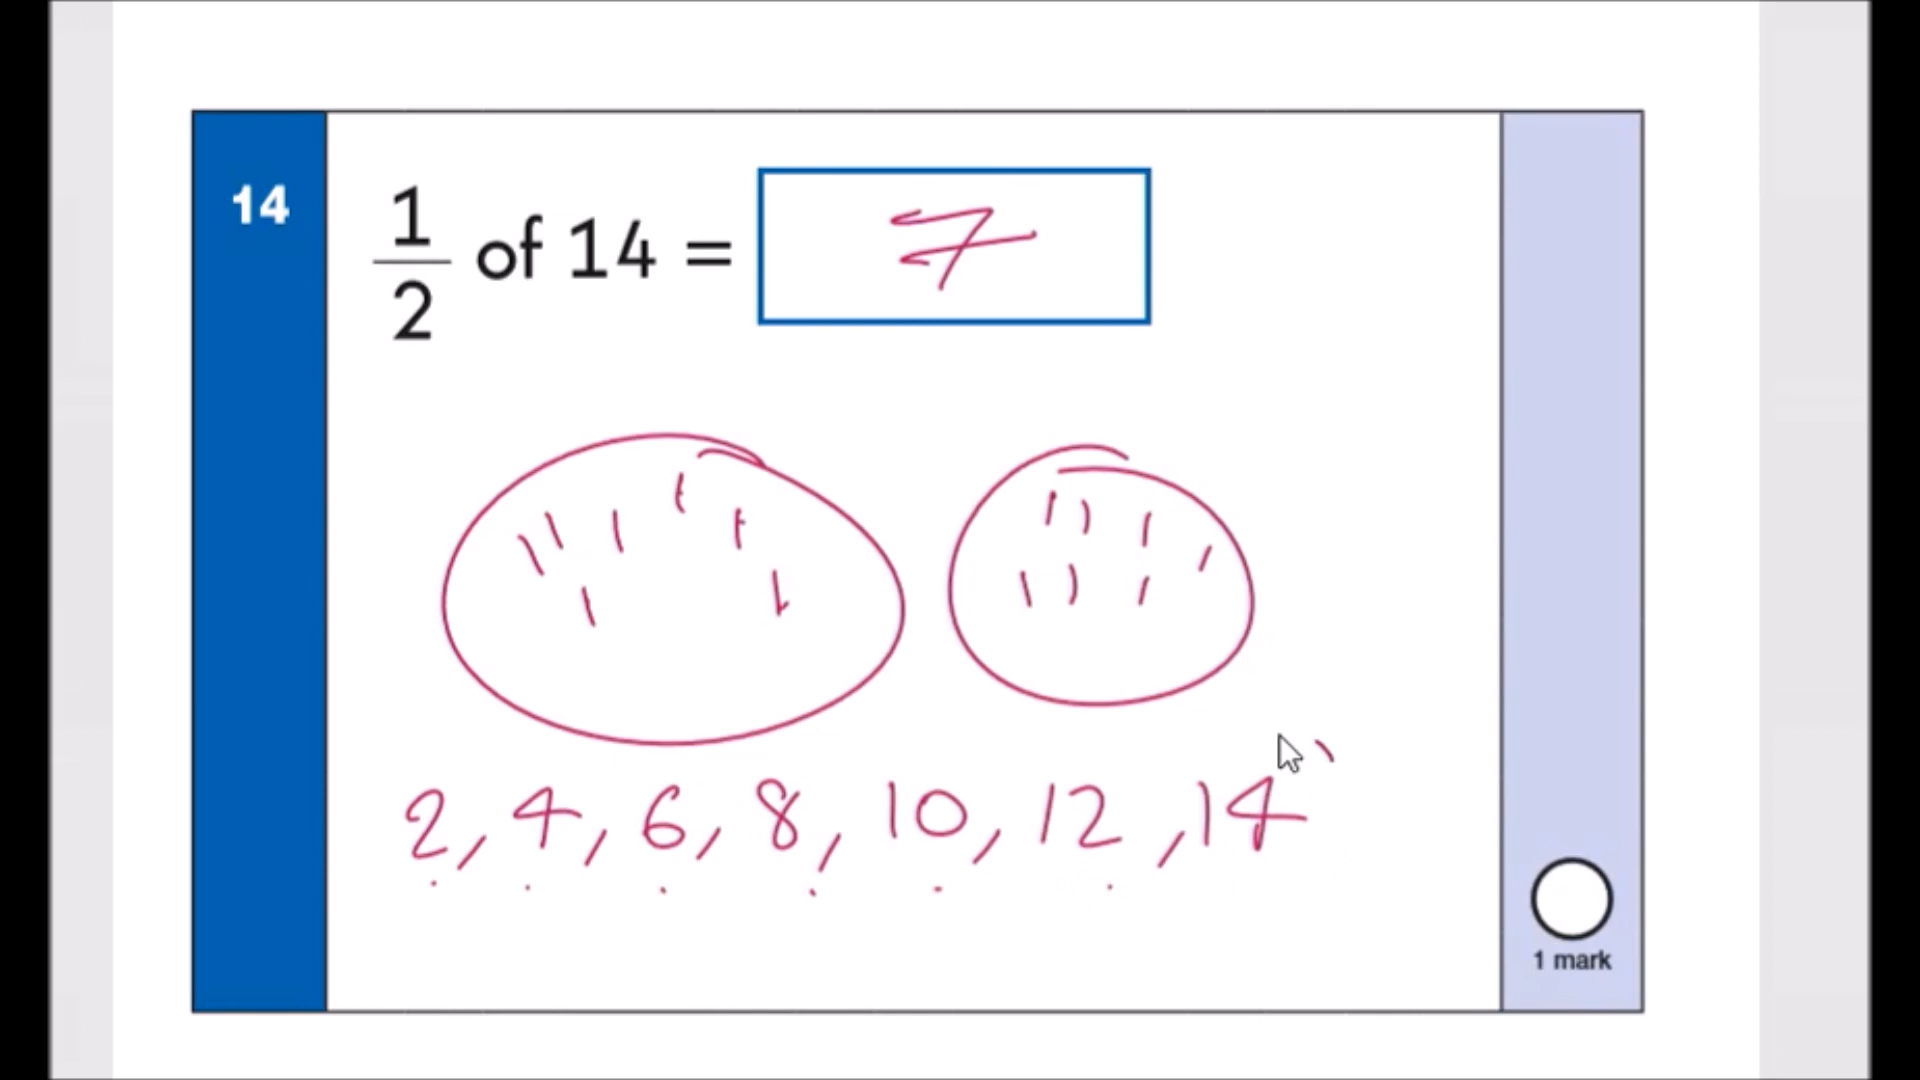 14
1/2 of 14 = 7
2, 4, 6, 8, 10, 12, 14
1 mark